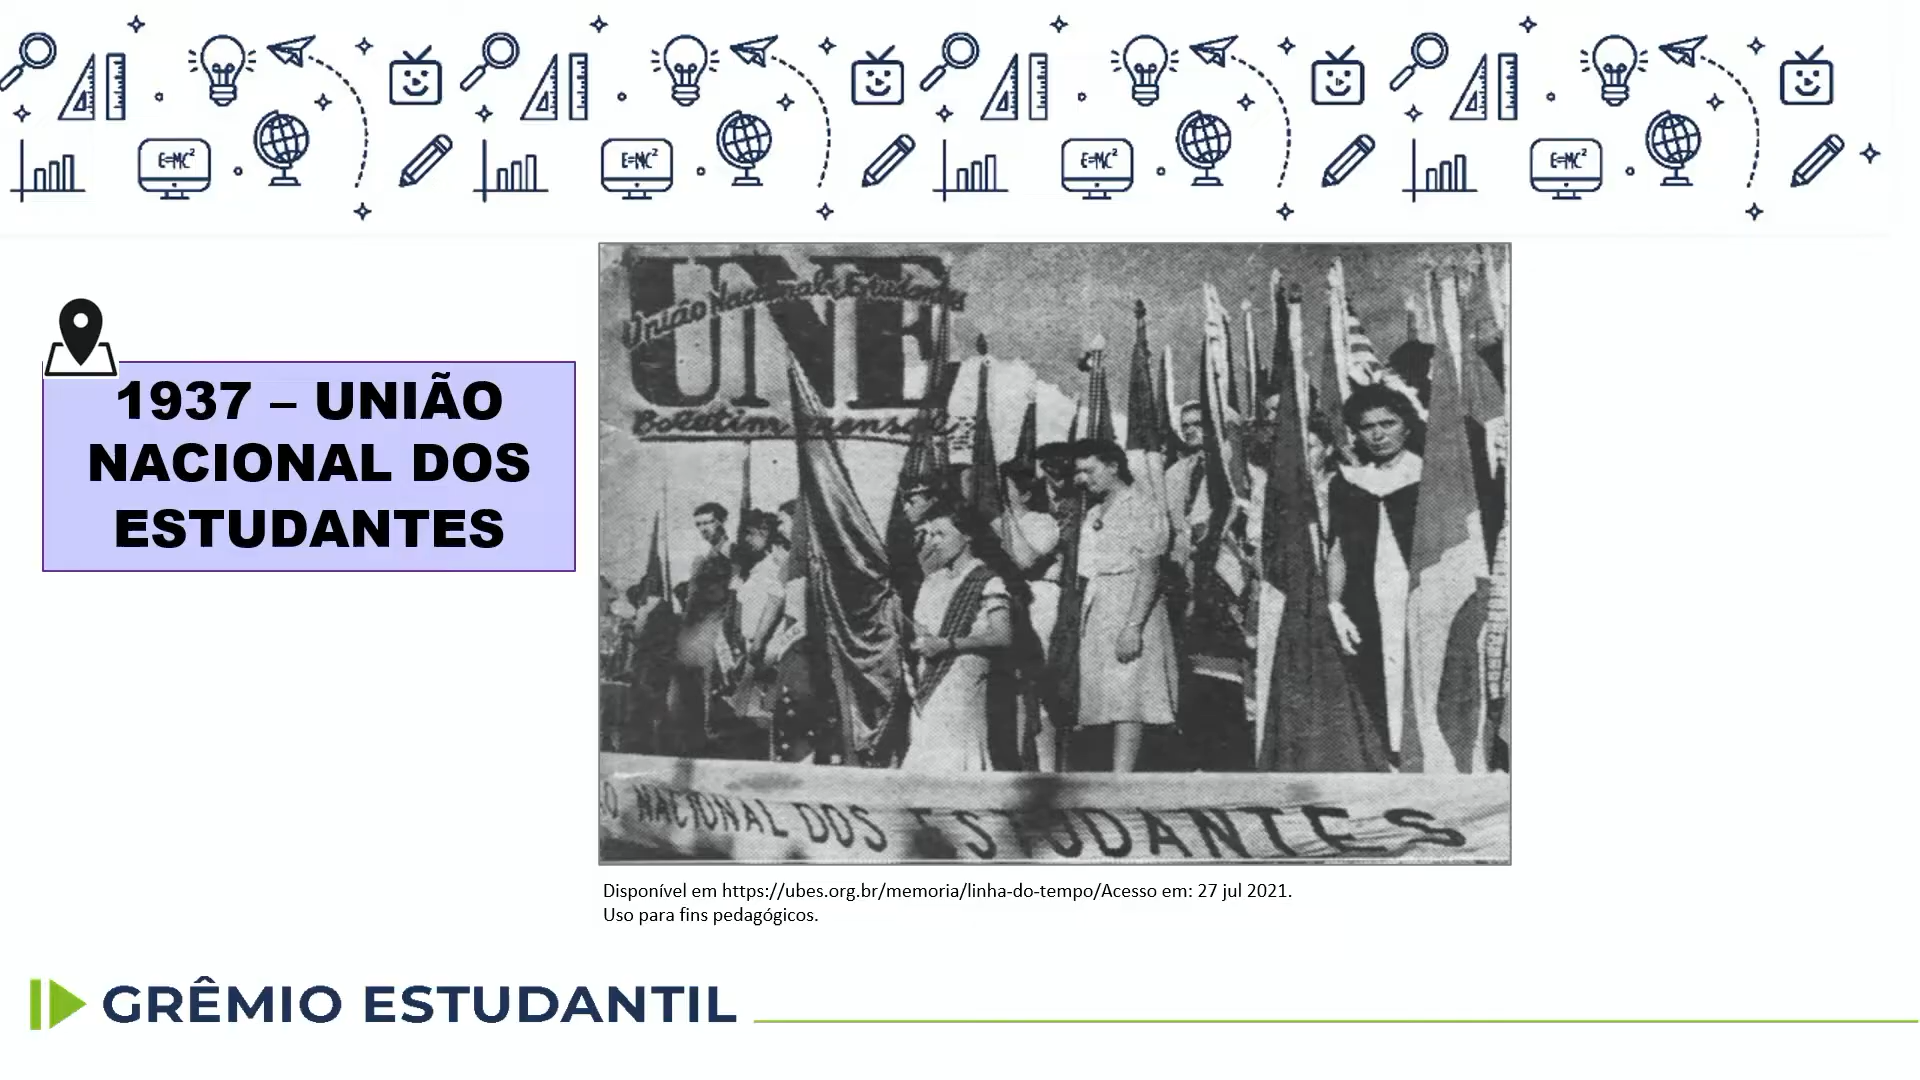 E=MC²
E=MC²
E=MC²
E=MC²
1937 – UNIÃO
NACIONAL DOS
ESTUDANTES
UNE
União Nacional Estudantes
Boletim mensal
O NACIONAL DOS ESTUDANTES
Disponível em https://ubes.org.br/memoria/linha-do-tempo/Acesso em: 27 jul 2021.
Uso para fins pedagógicos.
GRÊMIO ESTUDANTIL